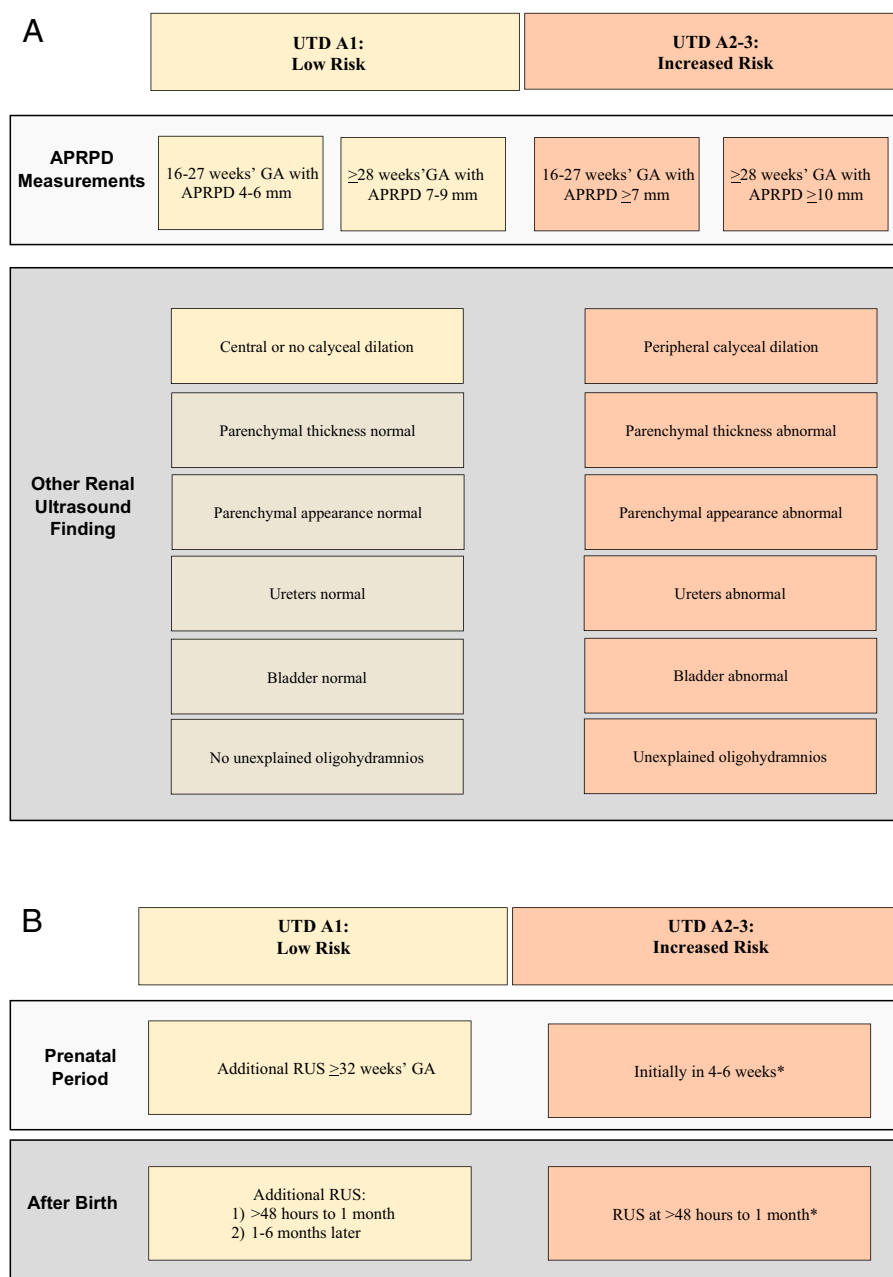 A
UTD A1:
Low Risk
UTD A2-3:
Increased Risk
APRPD
Measurements
16-27 weeks' GA with
APRPD 4-6 mm
≥28 weeks'GA with
APRPD 7-9 mm
16-27 weeks' GA with
APRPD ≥7 mm
≥28 weeks' GA with
APRPD ≥10 mm
Other Renal
Ultrasound
Finding
Central or no calyceal dilation
Peripheral calyceal dilation
Parenchymal thickness normal
Parenchymal thickness abnormal
Parenchymal appearance normal
Parenchymal appearance abnormal
Ureters normal
Ureters abnormal
Bladder normal
Bladder abnormal
No unexplained oligohydramnios
Unexplained oligohydramnios
B
UTD A1:
Low Risk
UTD A2-3:
Increased Risk
Prenatal
Period
Additional RUS ≥32 weeks' GA
Initially in 4-6 weeks*
After Birth
Additional RUS:
1) >48 hours to 1 month
2) 1-6 months later
RUS at >48 hours to 1 month*